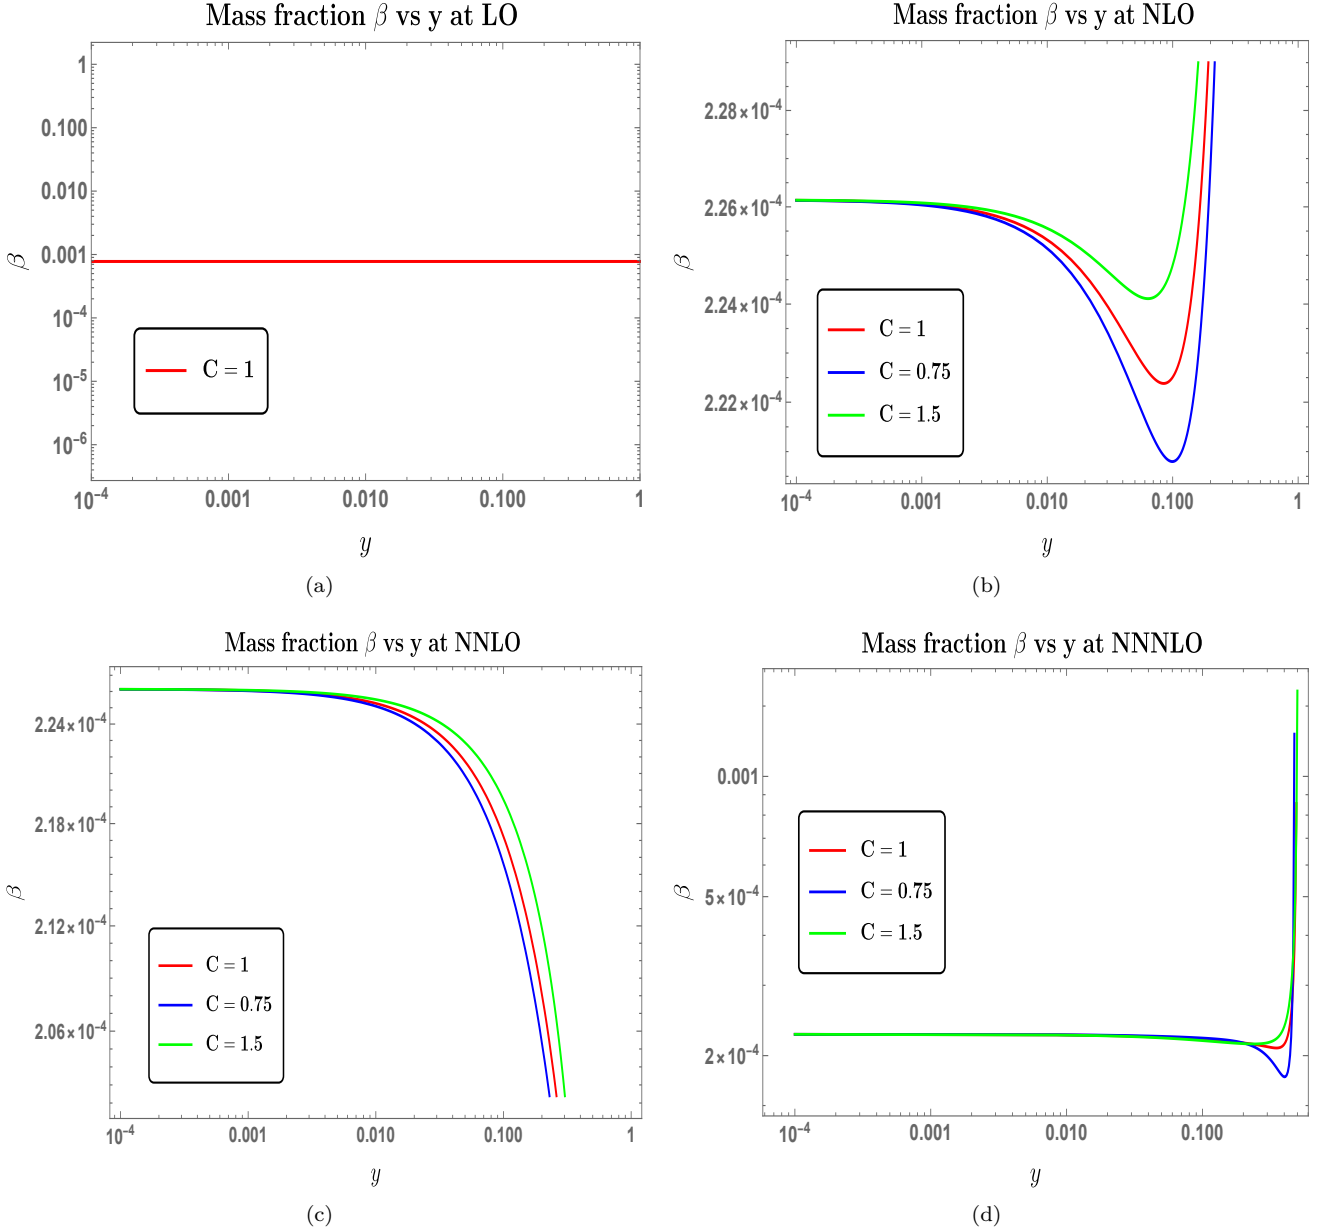 Mass fraction β vs y at LO
1
0.100
0.010
0.001
10⁻⁴
10⁻⁵
10⁻⁶
β
C = 1
10⁻⁴ 0.001 0.010 0.100 1
y
(a)
Mass fraction β vs y at NLO
2.28×10⁻⁴
2.26×10⁻⁴
2.24×10⁻⁴
2.22×10⁻⁴
β
C = 1
C = 0.75
C = 1.5
10⁻⁴ 0.001 0.010 0.100 1
y
(b)
Mass fraction β vs y at NNLO
2.24×10⁻⁴
2.18×10⁻⁴
2.12×10⁻⁴
2.06×10⁻⁴
β
C = 1
C = 0.75
C = 1.5
10⁻⁴ 0.001 0.010 0.100 1
y
(c)
Mass fraction β vs y at NNNLO
0.001
5×10⁻⁴
2×10⁻⁴
β
C = 1
C = 0.75
C = 1.5
10⁻⁴ 0.001 0.010 0.100
y
(d)